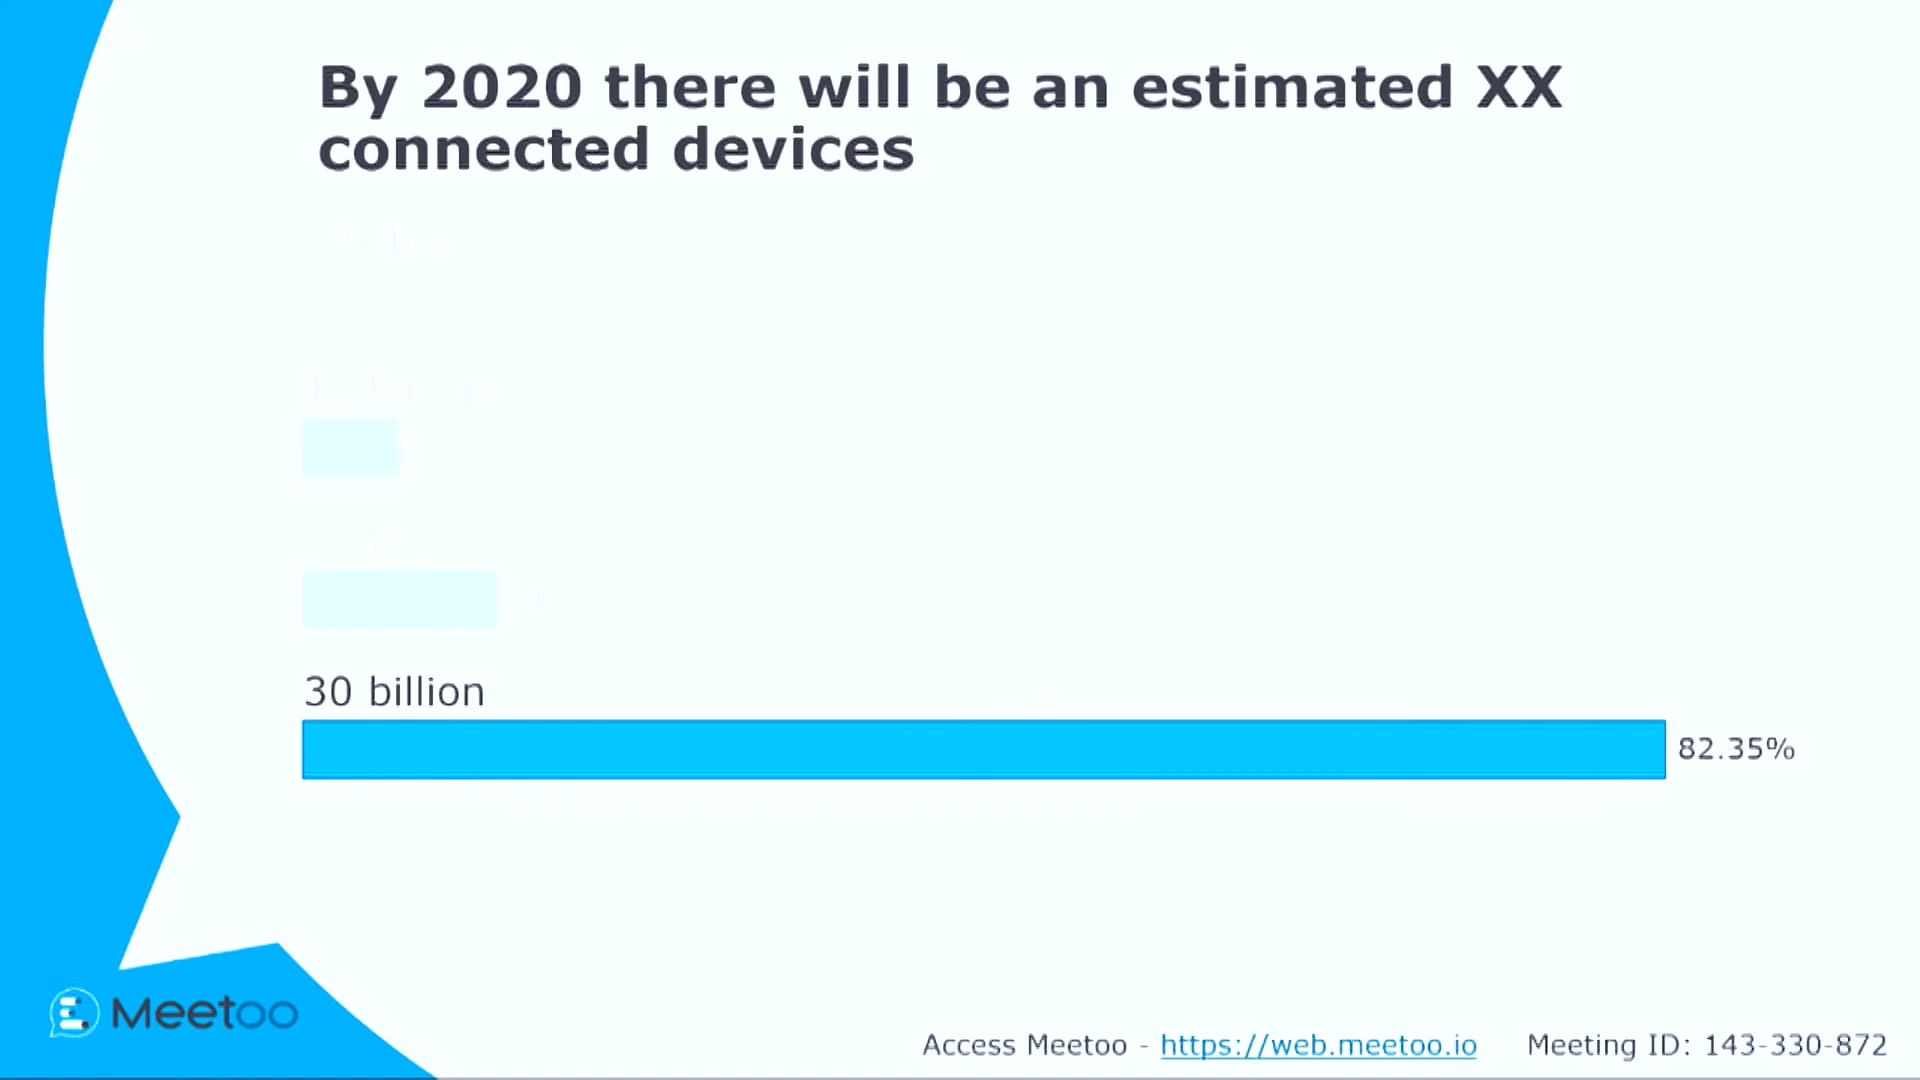 By 2020 there will be an estimated XX
connected devices
30 billion
82.35%
Meetoo
Access Meetoo - https://web.meetoo.io Meeting ID: 143-330-872